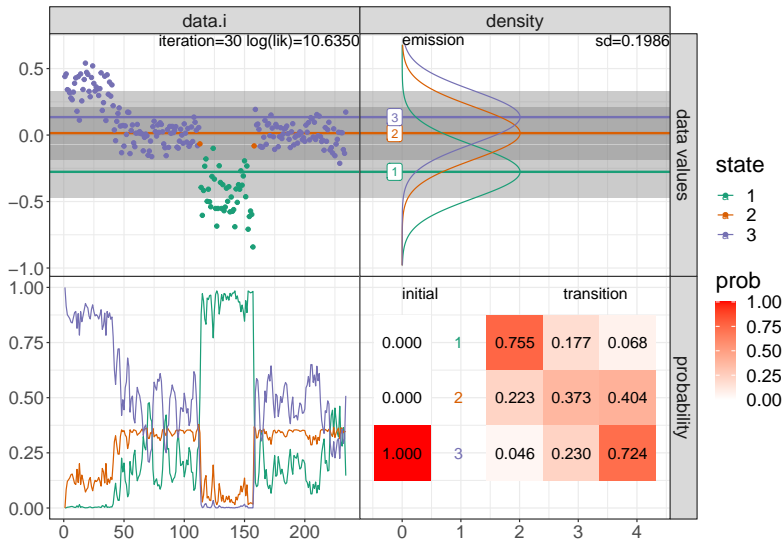 data.i density
iteration=30 log(lik)=10.6350 emission sd=0.1986
0.5
0.0
−0.5
−1.0
3
2
1
data values
state
1
2
3
prob
1.00
0.75
0.50
0.25
0.00
1.00
0.75
0.50
0.25
0.00
initial transition
0.000 1 0.755 0.177 0.068
0.000 2 0.223 0.373 0.404
1.000 3 0.046 0.230 0.724
probability
0 50 100 150 200 0 1 2 3 4